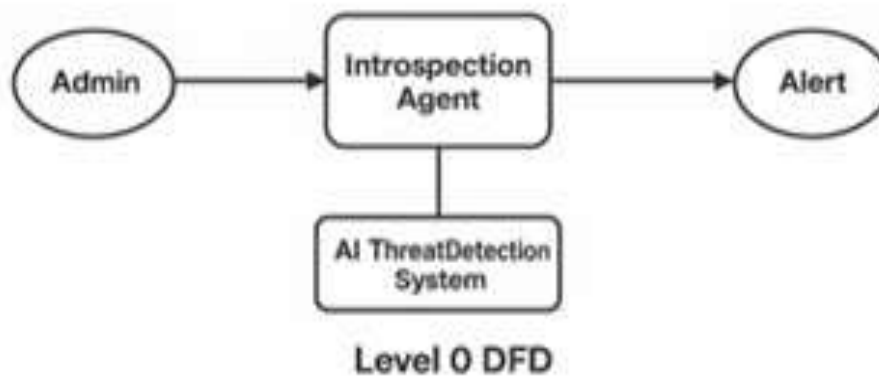 Admin
Introspection
Agent
Alert
AI ThreatDetection
System
Level 0 DFD